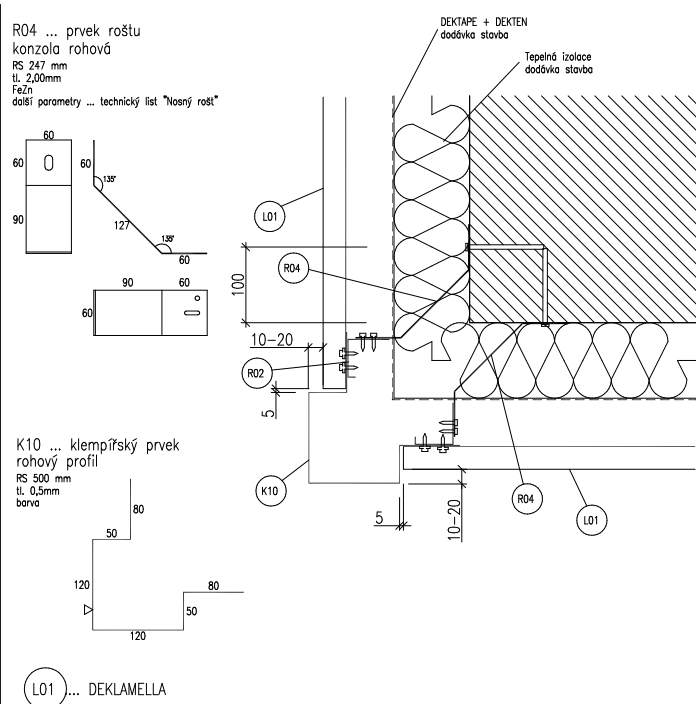 R04 ... prvek roštu
konzola rohová
RS 247 mm
tl. 2,00mm
FeZn
další parametry ... technický list "Nosný rošt"
60
60
90
60
135°
127
135°
60
90
60
60
DEKTAPE + DEKTEN
dodávka stavba
Tepelná izolace
dodávka stavba
L01
R04
100
10-20
R02
5
K10
5
10-20
R04
L01
K10 ... klempířský prvek
rohový profil
RS 500 mm
tl. 0,5mm
barva
80
50
120
80
50
120
L01 ... DEKLAMELLA